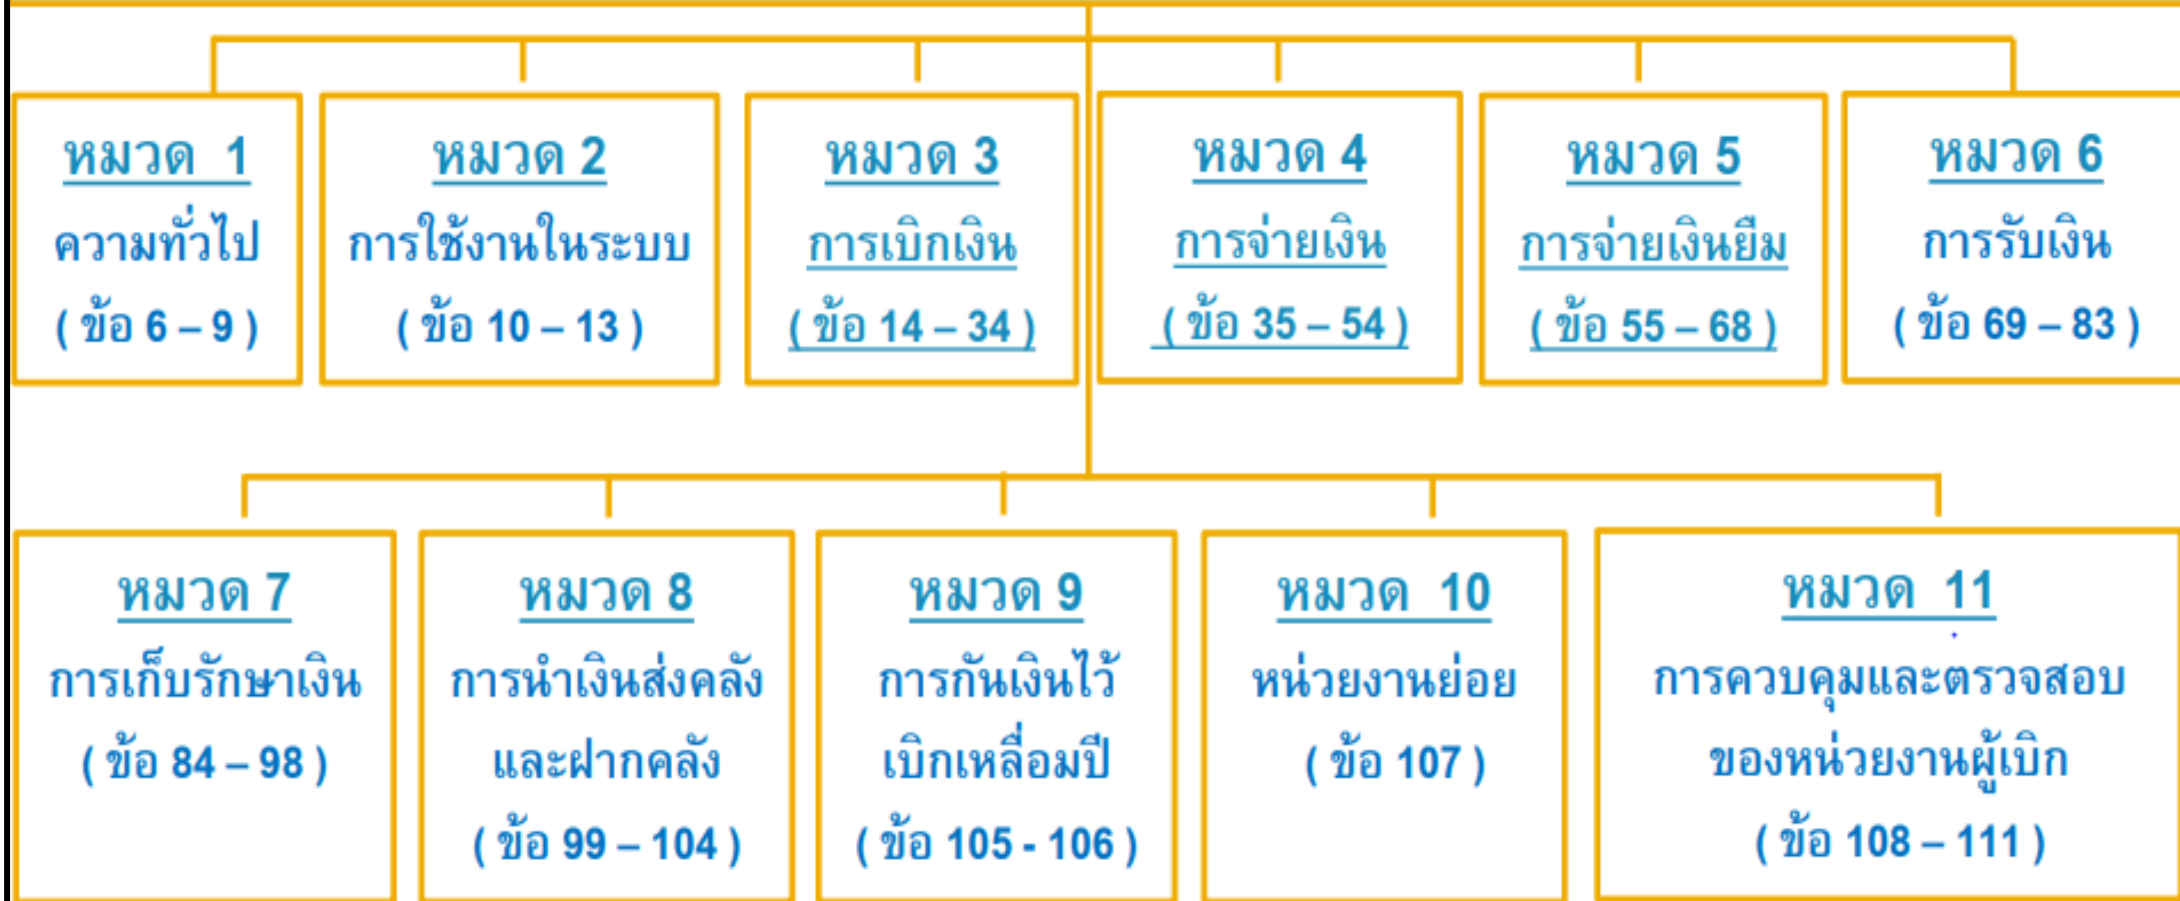 หมวด 1
ความทั่วไป
( ข้อ 6 – 9 )
หมวด 2
การใช้งานในระบบ
( ข้อ 10 – 13 )
หมวด 3
การเบิกเงิน
( ข้อ 14 – 34 )
หมวด 4
การจ่ายเงิน
( ข้อ 35 – 54 )
หมวด 5
การจ่ายเงินยืม
( ข้อ 55 – 68 )
หมวด 6
การรับเงิน
( ข้อ 69 – 83 )
หมวด 7
การเก็บรักษาเงิน
( ข้อ 84 – 98 )
หมวด 8
การนำเงินส่งคลัง
และฝากคลัง
( ข้อ 99 – 104 )
หมวด 9
การกันเงินไว้
เบิกเหลื่อมปี
( ข้อ 105 - 106 )
หมวด 10
หน่วยงานย่อย
( ข้อ 107 )
หมวด 11
การควบคุมและตรวจสอบ
ของหน่วยงานผู้เบิก
( ข้อ 108 – 111 )